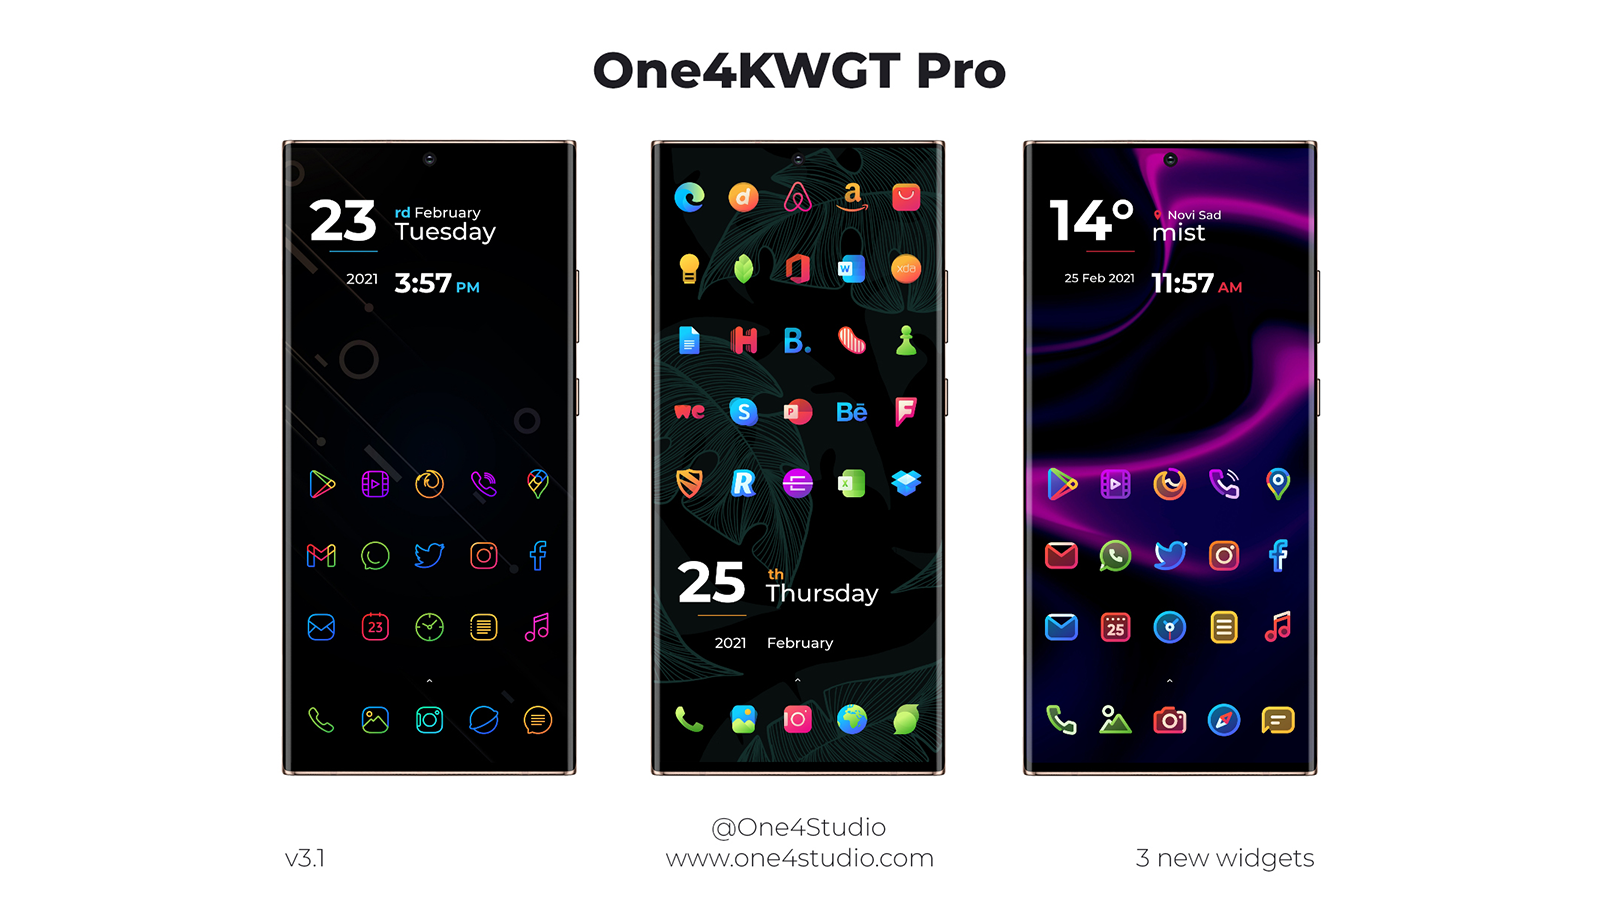 One4KWGT Pro
23
rd February
Tuesday
2021
3:57 PM
23
a
W
xda
H
B.
we
S
P
Bē
F
R
X
25
th
Thursday
2021
February
14°
Novi Sad
mist
25 Feb 2021
11:57 AM
25
@One4Studio
v3.1
www.one4studio.com
3 new widgets